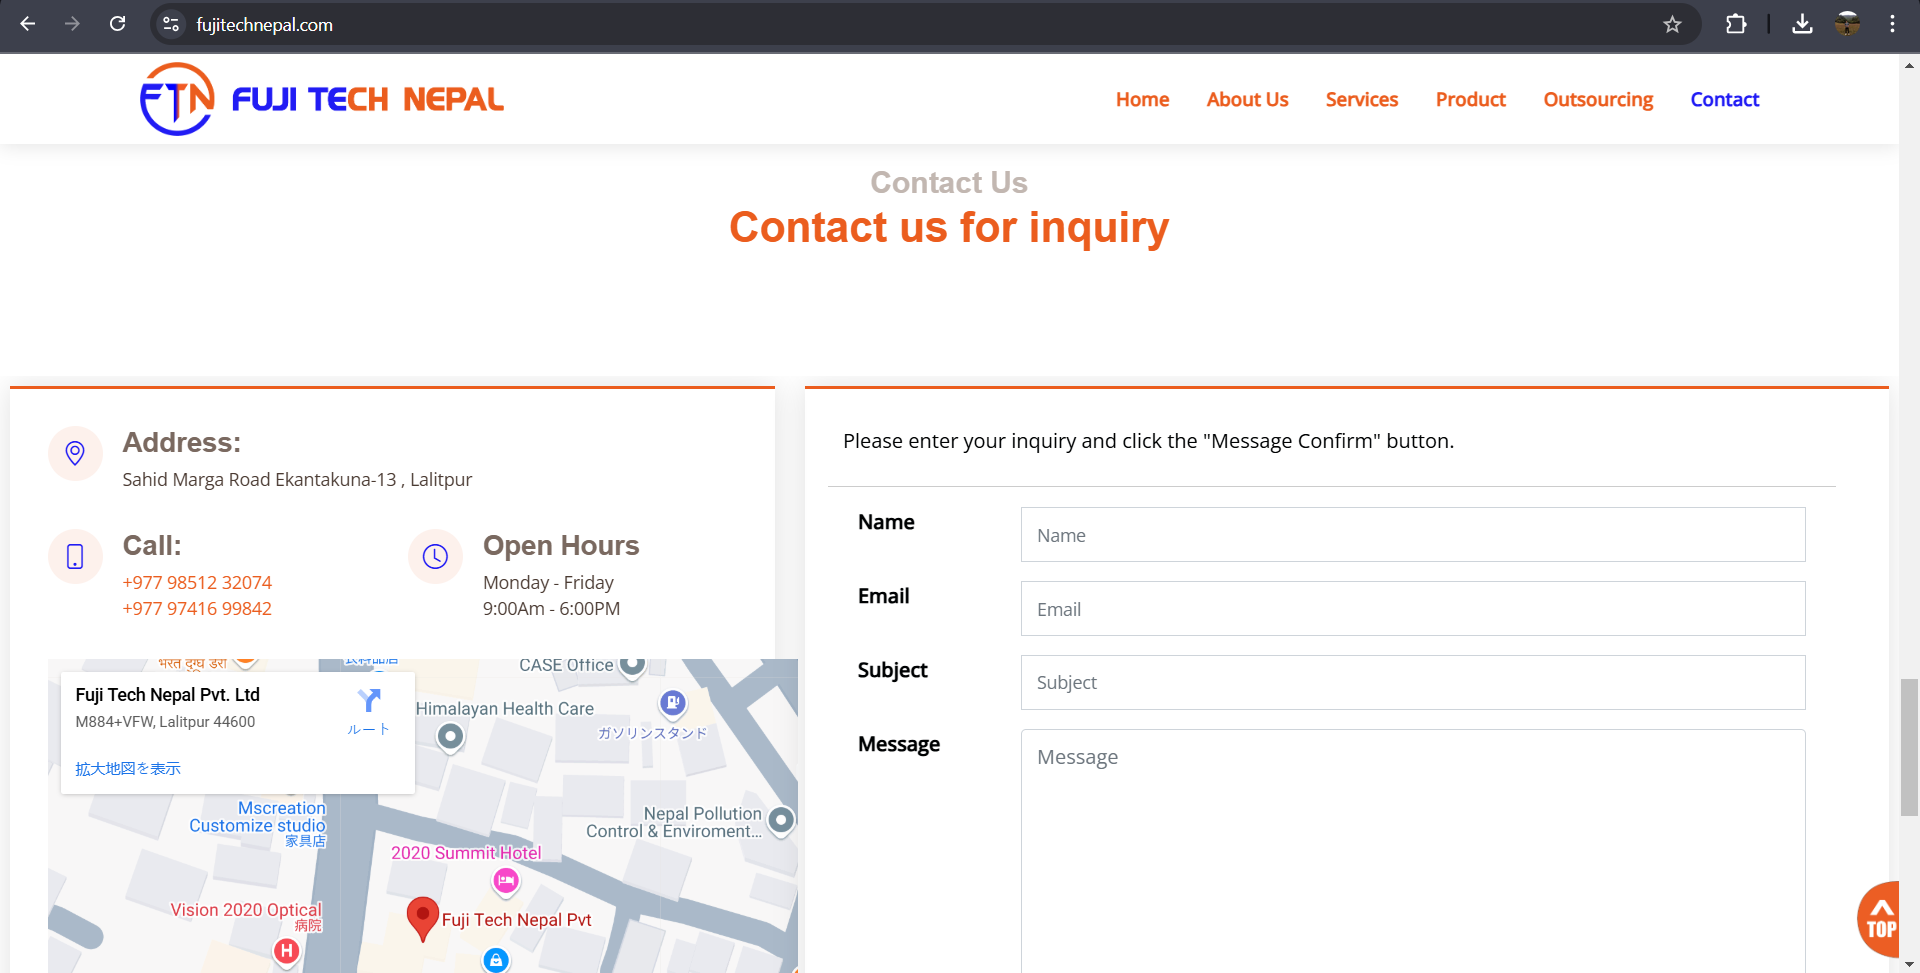 fujitechnepal.com
FTN FUJI TECH NEPAL
Home About Us Services Product Outsourcing Contact
Contact Us
Contact us for inquiry
Address:
Sahid Marga Road Ekantakuna-13 , Lalitpur
Call:
+977 98512 32074
+977 97416 99842
Open Hours
Monday - Friday
9:00Am - 6:00PM
Fuji Tech Nepal Pvt. Ltd
M884+VFW, Lalitpur 44600
ルート
拡大地図を表示
CASE Office
Himalayan Health Care
ガソリンスタンド
Mscreation
Customize studio
家具店
Nepal Pollution
Control & Enviroment...
2020 Summit Hotel
Vision 2020 Optical
病院
H
Fuji Tech Nepal Pvt
Please enter your inquiry and click the "Message Confirm" button.
Name
Name
Email
Email
Subject
Subject
Message
Message
TOP